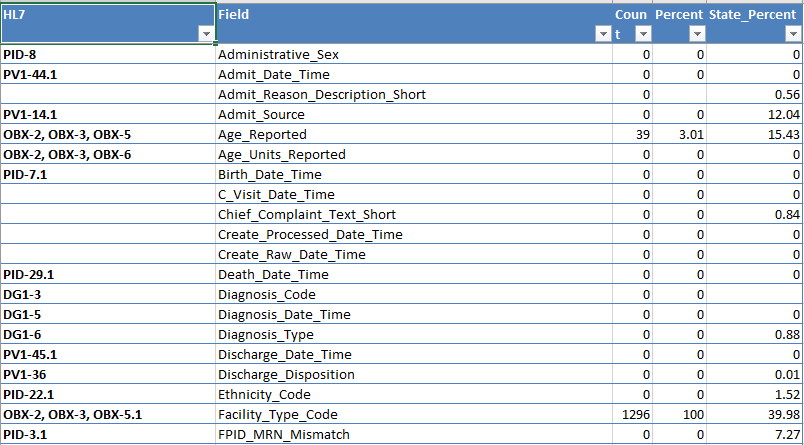 HL7 Field Coun Percent State_Percent
t
PID-8 Administrative_Sex 0 0 0
PV1-44.1 Admit_Date_Time 0 0 0
Admit_Reason_Description_Short 0 0.56
PV1-14.1 Admit_Source 0 0 12.04
OBX-2, OBX-3, OBX-5 Age_Reported 39 3.01 15.43
OBX-2, OBX-3, OBX-6 Age_Units_Reported 0 0 0
PID-7.1 Birth_Date_Time 0 0 0
C_Visit_Date_Time 0 0 0
Chief_Complaint_Text_Short 0 0 0.84
Create_Processed_Date_Time 0 0 0
Create_Raw_Date_Time 0 0 0
PID-29.1 Death_Date_Time 0 0 0
DG1-3 Diagnosis_Code 0 0
DG1-5 Diagnosis_Date_Time 0 0 0
DG1-6 Diagnosis_Type 0 0 0.88
PV1-45.1 Discharge_Date_Time 0 0 0
PV1-36 Discharge_Disposition 0 0 0.01
PID-22.1 Ethnicity_Code 0 0 1.52
OBX-2, OBX-3, OBX-5.1 Facility_Type_Code 1296 100 39.98
PID-3.1 FPID_MRN_Mismatch 0 0 7.27